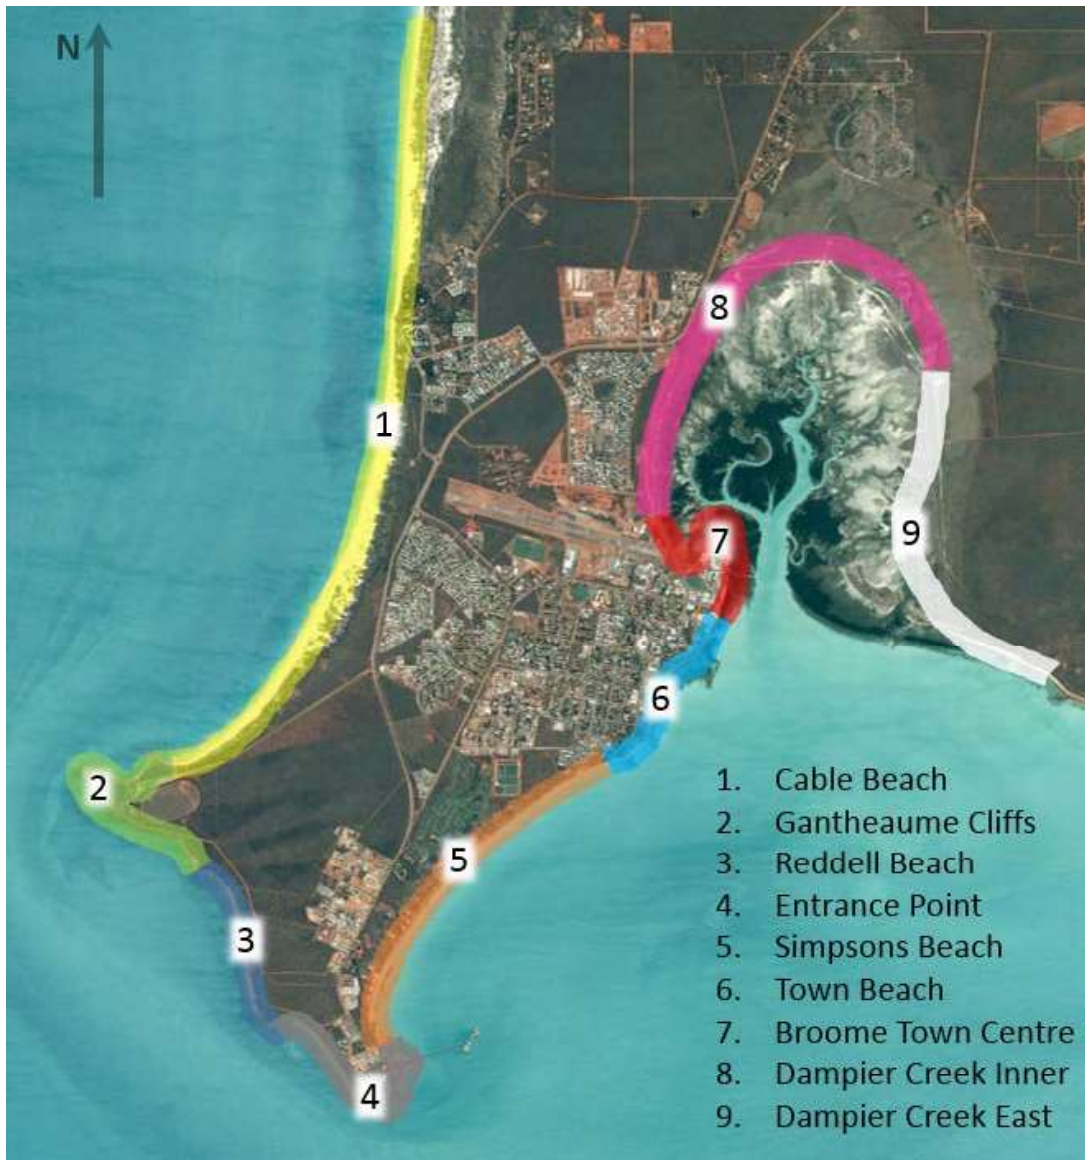 N
1
2
3
4
5
6
7
8
9
1. Cable Beach
2. Gantheaume Cliffs
3. Reddell Beach
4. Entrance Point
5. Simpsons Beach
6. Town Beach
7. Broome Town Centre
8. Dampier Creek Inner
9. Dampier Creek East